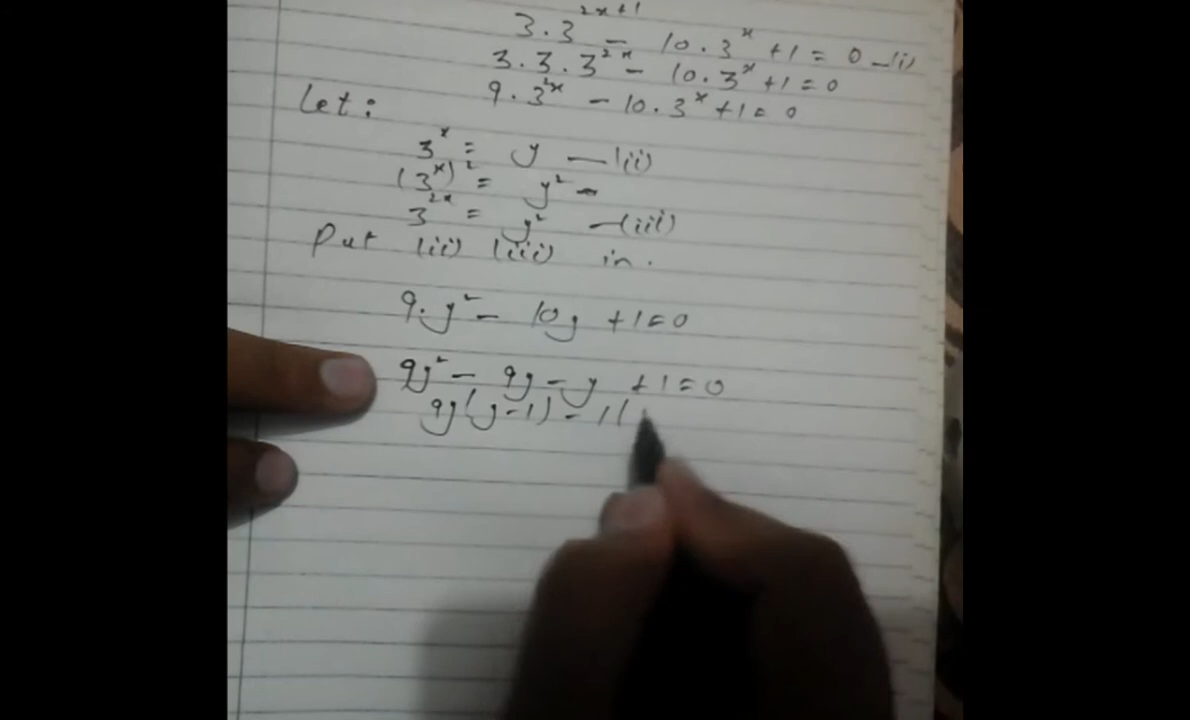 3.3^{2x+1} - 10.3^x +1 = 0 —(i)
3.3.3^{2x} - 10.3^x +1 = 0
9.3^{2x} - 10.3^x +1 = 0
Let:
3^x = y —(ii)
(3^x)^2 = y^2 -
3^{2x} = y^2 —(iii)
Put (ii) (iii) in.
9.y^2 - 10y +1=0
9y^2 - 9y - y +1=0
9y(y-1) - 1(